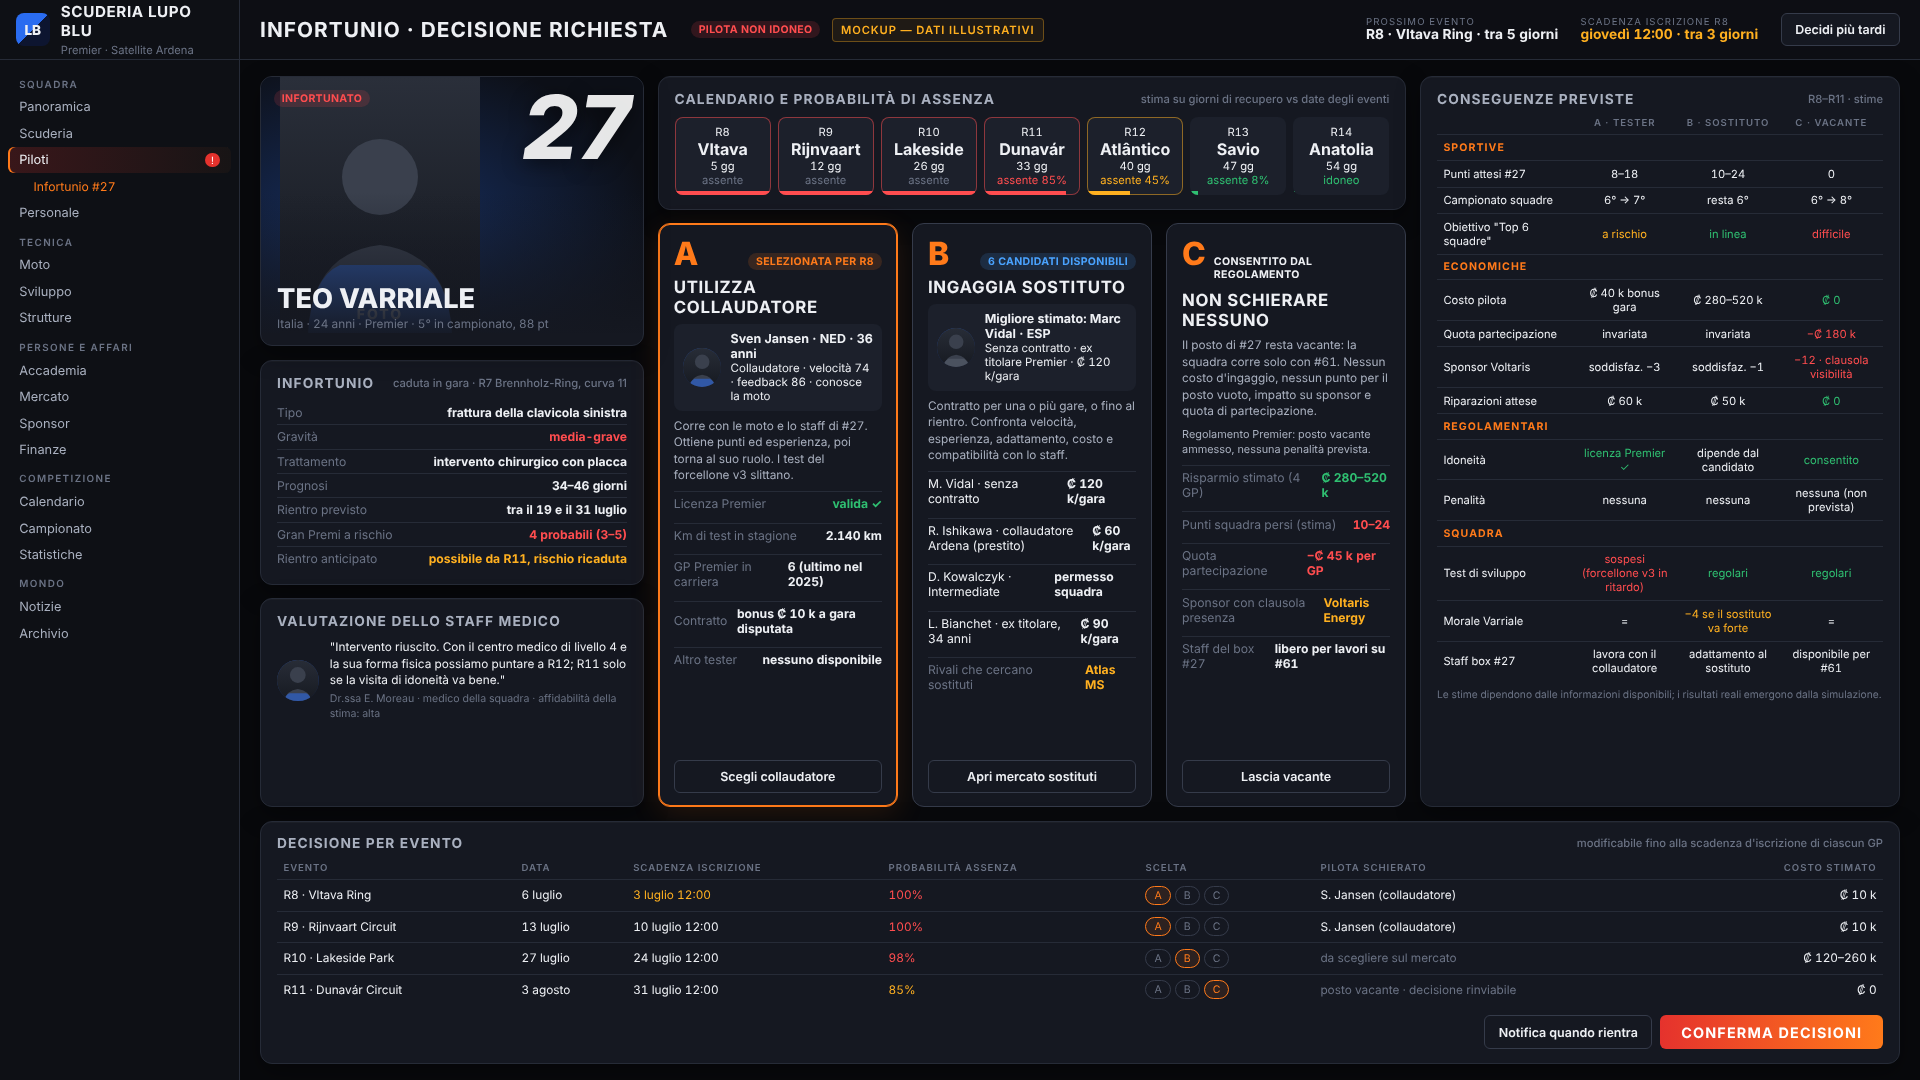 LB
SCUDERIA LUPO BLU
Premier · Satellite Ardena
SQUADRA
Panoramica
Scuderia
Piloti
!
Infortunio #27
Personale
TECNICA
Moto
Sviluppo
Strutture
PERSONE E AFFARI
Accademia
Mercato
Sponsor
Finanze
COMPETIZIONE
Calendario
Campionato
Statistiche
MONDO
Notizie
Archivio
INFORTUNIO · DECISIONE RICHIESTA
PILOTA NON IDONEO
MOCKUP — DATI ILLUSTRATIVI
PROSSIMO EVENTO
R8 · Vltava Ring · tra 5 giorni
SCADENZA ISCRIZIONE R8
giovedì 12:00 · tra 3 giorni
Decidi più tardi
INFORTUNATO
27
FOTO
TEO VARRIALE
Italia · 24 anni · Premier · 5° in campionato, 88 pt
INFORTUNIO
caduta in gara · R7 Brennholz-Ring, curva 11
Tipo frattura della clavicola sinistra
Gravità media-grave
Trattamento intervento chirurgico con placca
Prognosi 34–46 giorni
Rientro previsto tra il 19 e il 31 luglio
Gran Premi a rischio 4 probabili (3–5)
Rientro anticipato possibile da R11, rischio ricaduta
VALUTAZIONE DELLO STAFF MEDICO
"Intervento riuscito. Con il centro medico di livello 4 e
la sua forma fisica possiamo puntare a R12; R11 solo
se la visita di idoneità va bene."
Dr.ssa E. Moreau · medico della squadra · affidabilità della
stima: alta
CALENDARIO E PROBABILITÀ DI ASSENZA
stima su giorni di recupero vs date degli eventi
R8
Vltava
5 gg
assente
R9
Rijnvaart
12 gg
assente
R10
Lakeside
26 gg
assente
R11
Dunavár
33 gg
assente 85%
R12
Atlântico
40 gg
assente 45%
R13
Savio
47 gg
assente 8%
R14
Anatolia
54 gg
idoneo
A
SELEZIONATA PER R8
UTILIZZA
COLLAUDATORE
Sven Jansen · NED · 36
anni
Collaudatore · velocità 74
· feedback 86 · conosce
la moto
Corre con le moto e lo staff di #27.
Ottiene punti ed esperienza, poi
torna al suo ruolo. I test del
forcellone v3 slittano.
Licenza Premier valida ✓
Km di test in stagione 2.140 km
GP Premier in carriera 6 (ultimo nel 2025)
Contratto bonus ₡ 10 k a gara disputata
Altro tester nessuno disponibile
Scegli collaudatore
B
6 CANDIDATI DISPONIBILI
INGAGGIA SOSTITUTO
Migliore stimato: Marc
Vidal · ESP
Senza contratto · ex
titolare Premier · ₡ 120
k/gara
Contratto per una o più gare, o fino al
rientro. Confronta velocità,
esperienza, adattamento, costo e
compatibilità con lo staff.
M. Vidal · senza contratto ₡ 120 k/gara
R. Ishikawa · collaudatore Ardena (prestito) ₡ 60 k/gara
D. Kowalczyk · Intermediate permesso squadra
L. Bianchet · ex titolare, 34 anni ₡ 90 k/gara
Rivali che cercano sostituti Atlas MS
Apri mercato sostituti
C
CONSENTITO DAL
REGOLAMENTO
NON SCHIERARE
NESSUNO
Il posto di #27 resta vacante: la
squadra corre solo con #61. Nessun
costo d'ingaggio, nessun punto per il
posto vuoto, impatto su sponsor e
quota di partecipazione.
Regolamento Premier: posto vacante
ammesso, nessuna penalità prevista.
Risparmio stimato (4 GP) ₡ 280–520 k
Punti squadra persi (stima) 10–24
Quota partecipazione −₡ 45 k per GP
Sponsor con clausola presenza Voltaris Energy
Staff del box #27 libero per lavori su #61
Lascia vacante
CONSEGUENZE PREVISTE
R8–R11 · stime
A · TESTER B · SOSTITUTO C · VACANTE
SPORTIVE
Punti attesi #27 8–18 10–24 0
Campionato squadre 6° → 7° resta 6° 6° → 8°
Obiettivo "Top 6 squadre" a rischio in linea difficile
ECONOMICHE
Costo pilota ₡ 40 k bonus gara ₡ 280–520 k ₡ 0
Quota partecipazione invariata invariata −₡ 180 k
Sponsor Voltaris soddisfaz. −3 soddisfaz. −1 −12 · clausola visibilità
Riparazioni attese ₡ 60 k ₡ 50 k ₡ 0
REGOLAMENTARI
Idoneità licenza Premier ✓ dipende dal candidato consentito
Penalità nessuna nessuna nessuna (non prevista)
SQUADRA
Test di sviluppo sospesi (forcellone v3 in ritardo) regolari regolari
Morale Varriale = −4 se il sostituto va forte =
Staff box #27 lavora con il collaudatore adattamento al sostituto disponibile per #61
Le stime dipendono dalle informazioni disponibili; i risultati reali emergono dalla simulazione.
DECISIONE PER EVENTO
modificabile fino alla scadenza d'iscrizione di ciascun GP
EVENTO DATA SCADENZA ISCRIZIONE PROBABILITÀ ASSENZA SCELTA PILOTA SCHIERATO COSTO STIMATO
R8 · Vltava Ring 6 luglio 3 luglio 12:00 100% A B C S. Jansen (collaudatore) ₡ 10 k
R9 · Rijnvaart Circuit 13 luglio 10 luglio 12:00 100% A B C S. Jansen (collaudatore) ₡ 10 k
R10 · Lakeside Park 27 luglio 24 luglio 12:00 98% A B C da scegliere sul mercato ₡ 120–260 k
R11 · Dunavár Circuit 3 agosto 31 luglio 12:00 85% A B C posto vacante · decisione rinviabile ₡ 0
Notifica quando rientra
CONFERMA DECISIONI